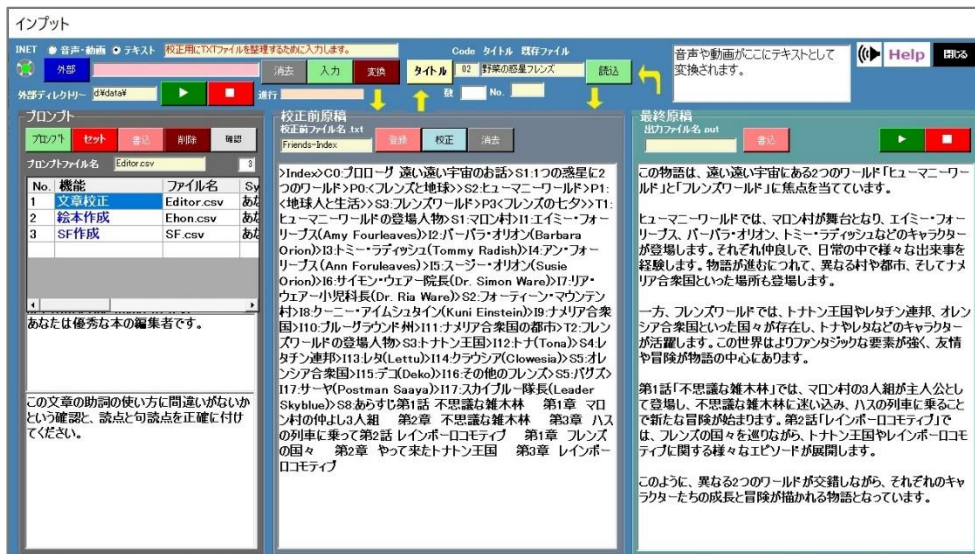 インプット
INET 音声・動画 テキスト 校正用にTXTファイルを整理するために入力します。 Code タイトル 既存ファイル
外部 消去 入力 変換 タイトル 02 野菜の惑星フレンズ 読込
音声や動画がここにテキストとして
変換されます。
Help 閉じる
外部ディレクトリー d¥data¥ 進行 数 No.
プロンプト
プロンプト セット 書込 削除 確認
プロンプトファイル名 Editor.csv 3
No. 機能 ファイル名 Sy
1 文章校正 Editor.csv あな
2 絵本作成 Ehon.csv あな
3 SF作成 SF.csv あな
あなたは優秀な本の編集者です。
この文章の助詞の使い方に間違いがないか
という確認と、読点と句読点を正確に付け
てください。
校正前原稿
校正前ファイル名 .txt
Friends-Index 登録 校正 消去
>Index>C0:プロローグ 遠い遠い宇宙のお話>S1:1つの惑星に2
つのワールド>P0:<フレンズと地球>>S2:ヒューマニーワールド>P1:
<地球人と生活>>S3:フレンズワールド>P3<フレンズの七夕>>T1:
ヒューマニーワールドの登場人物>S1:マロン村>I1:エイミー・フォー
リーブス(Amy Fourleaves)>I2:バーバラ・オリオン(Barbara
Orion)>I3:トミー・ラディッシュ(Tommy Radish)>I4:アン・フォー
リーブス(Ann Foruleaves)>I5:スージー・オリオン(Susie
Orion)>I6:サイモン・ウェアー院長(Dr. Simon Ware)>I7:リア・
ウェアー小児科長(Dr. Ria Ware)>S2:フォーティーン・マウンテン
村>I8:クーニー・アイムシュタイン(Kuni Einstein)>I9:ナメリア合衆
国>I10:ブルーグラウンド州>I11:ナメリア合衆国の都市>T2:フレン
ズワールドの登場人物>S3:トナトン王国>I12:トナ(Tona)>S4:レ
タチン連邦>I13:レタ(Lettu)>I14:クラウシア(Clowesia)>S5:オレ
ンシア合衆国>I15:デコ(Deko)>I16:その他のフレンズ>S5:バグズ>
I17:サーヤ(Postman Saaya)>I17:スカイブルー隊長(Leader
Skyblue)>S8:あらすじ第1話 不思議な雑木林 第1章 マロ
ン村の仲よし3人組 第2章 不思議な雑木林 第3章 ハス
の列車に乗って第2話 レインボーロコモティブ 第1章 フレンズ
の国々 第2章 やって来たトナトン王国 第3章 レインボー
ロコモティブ
最終原稿
出力ファイル名 .out
書込
この物語は、遠い遠い宇宙にある2つのワールド「ヒューマニーワー
ルド」と「フレンズワールド」に焦点を当てています。
ヒューマニーワールドでは、マロン村が舞台となり、エイミー・フォー
リーブス、バーバラ・オリオン、トミー・ラディッシュなどのキャラクター
が登場します。それぞれ仲良しで、日常の中で様々な出来事を
経験します。物語が進むにつれて、異なる村や都市、そしてナメ
リア合衆国といった場所も登場します。
一方、フレンズワールドでは、トナトン王国やレタチン連邦、オレン
シア合衆国といった国々が存在し、トナやレタなどのキャラクター
が活躍します。この世界はよりファンタジックな要素が強く、友情
や冒険が物語の中心にあります。
第1話「不思議な雑木林」では、マロン村の3人組が主人公とし
て登場し、不思議な雑木林に迷い込み、ハスの列車に乗ること
で新たな冒険が始まります。第2話「レインボーロコモティブ」で
は、フレンズの国々を巡りながら、トナトン王国やレインボーロコモ
ティブに関する様々なエピソードが展開します。
このように、異なる2つのワールドが交錯しながら、それぞれのキャ
ラクターたちの成長と冒険が描かれる物語となっています。